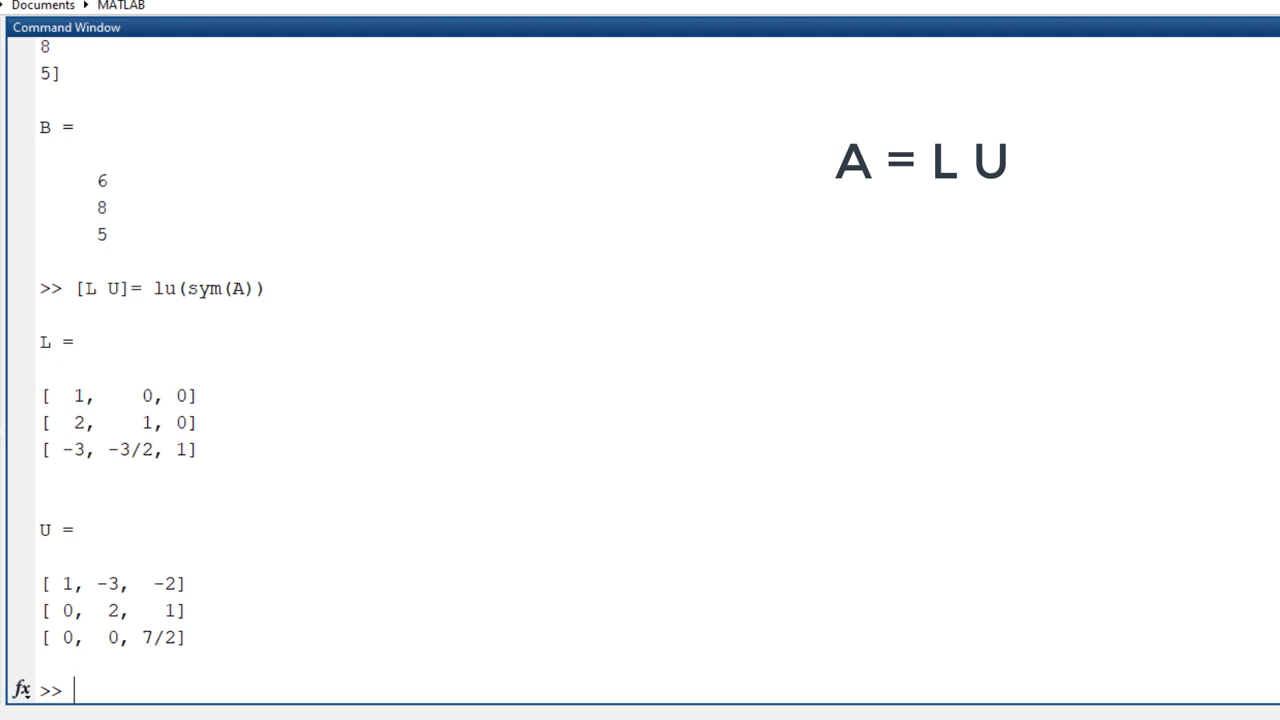 Documents MATLAB
Command Window
8
5]
B =
A = L U
6
8
5
>> [L U]= lu(sym(A))
L =
[  1,    0, 0]
[  2,    1, 0]
[ -3, -3/2, 1]
U =
[ 1, -3,  -2]
[ 0,  2,   1]
[ 0,  0, 7/2]
fx >>